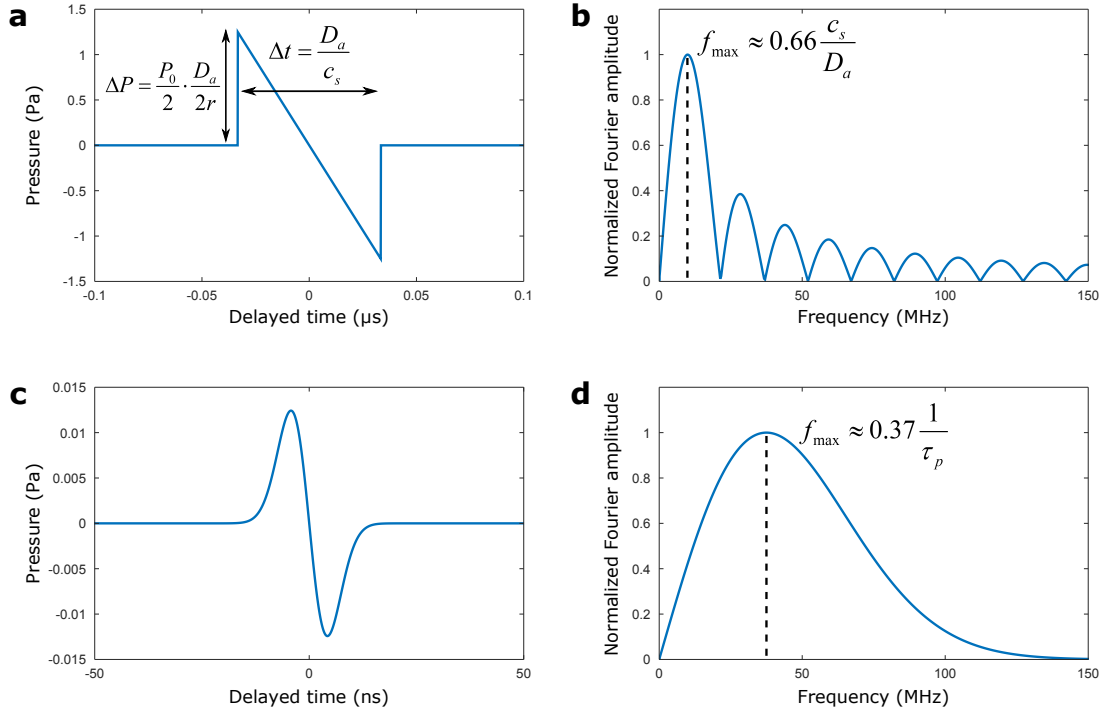 a
1.5
1
0.5
0
-0.5
-1
-1.5
-0.1
-0.05
0
0.05
0.1
Pressure (Pa)
Delayed time (µs)
ΔP = P₀/2 · Dₐ/2r
Δt = Dₐ/cₛ
b
1
0.8
0.6
0.4
0.2
0
0
50
100
150
Normalized Fourier amplitude
Frequency (MHz)
f_max ≈ 0.66 cₛ/Dₐ
c
0.015
0.01
0.005
0
-0.005
-0.01
-0.015
-50
0
50
Pressure (Pa)
Delayed time (ns)
d
1
0.8
0.6
0.4
0.2
0
0
50
100
150
Normalized Fourier amplitude
Frequency (MHz)
f_max ≈ 0.37 1/τ_p